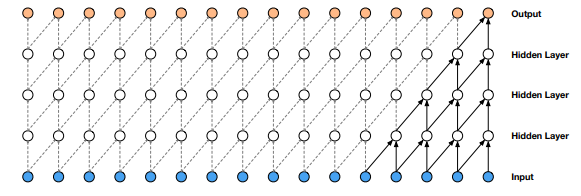 Output
Hidden Layer
Hidden Layer
Hidden Layer
Input